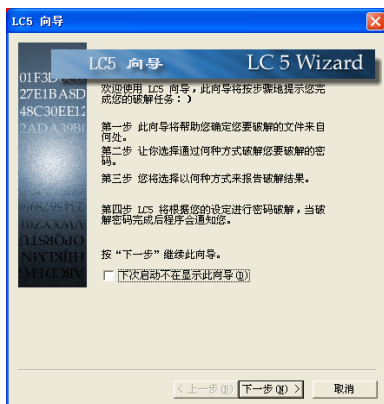 LC5 向导
LC5 向导 LC 5 Wizard
01F3D
27E1BA8D
48C30EE12
2ADA39B0
欢迎使用 LC5 向导，此向导将按步骤地提示您完
成您的破解任务：）
第一步 此向导将帮助您确定您要破解的文件来自
何处。
第二步 让你选择通过何种方式破解您要破解的密
码。
第三步 您将选择以何种方式来报告破解结果。
第四步 LC5 将根据您的设定进行密码破解，当破
解密码完成后程序会通知您。
按“下一步”继续此向导。
下次启动不在显示此向导(D)
< 上一步(B) 下一步(N) > 取消